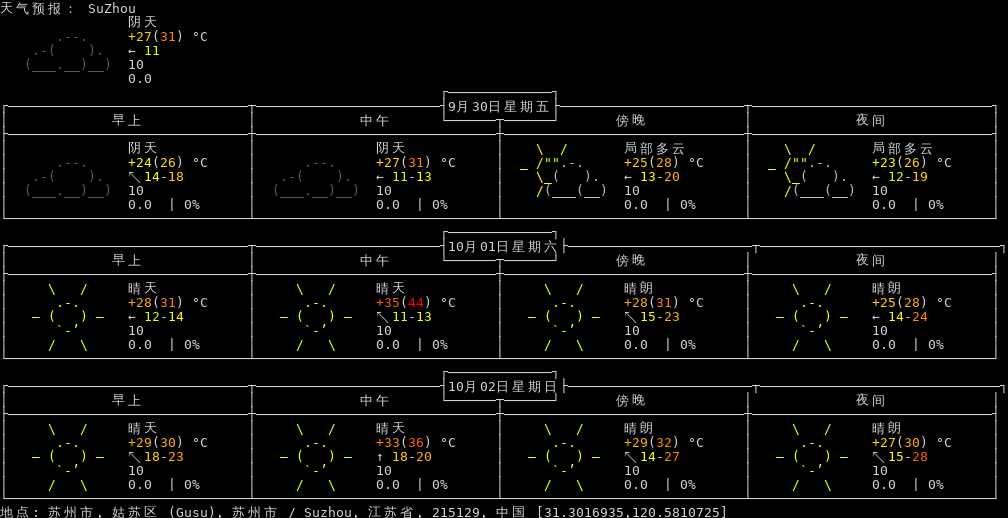 天气预报: SuZhou
阴天
+27(31) °C
← 11
10
0.0
9月30日星期五
早上 中午 傍晚 夜间
阴天 阴天 局部多云 局部多云
+24(26) °C +27(31) °C +25(28) °C +23(26) °C
↖14-18 ← 11-13 ← 13-20 ← 12-19
10 10 10 10
0.0 | 0% 0.0 | 0% 0.0 | 0% 0.0 | 0%
10月01日星期六
早上 中午 傍晚 夜间
晴天 晴天 晴朗 晴朗
+28(31) °C +35(44) °C +28(31) °C +25(28) °C
← 12-14 ↖11-13 ↖15-23 ← 14-24
10 10 10 10
0.0 | 0% 0.0 | 0% 0.0 | 0% 0.0 | 0%
10月02日星期日
早上 中午 傍晚 夜间
晴天 晴天 晴朗 晴朗
+29(30) °C +33(36) °C +29(32) °C +27(30) °C
↖18-23 ↑ 18-20 ↖14-27 ↖15-28
10 10 10 10
0.0 | 0% 0.0 | 0% 0.0 | 0% 0.0 | 0%
地点: 苏州市, 姑苏区 (Gusu), 苏州市 / Suzhou, 江苏省, 215129, 中国 [31.3016935,120.5810725]